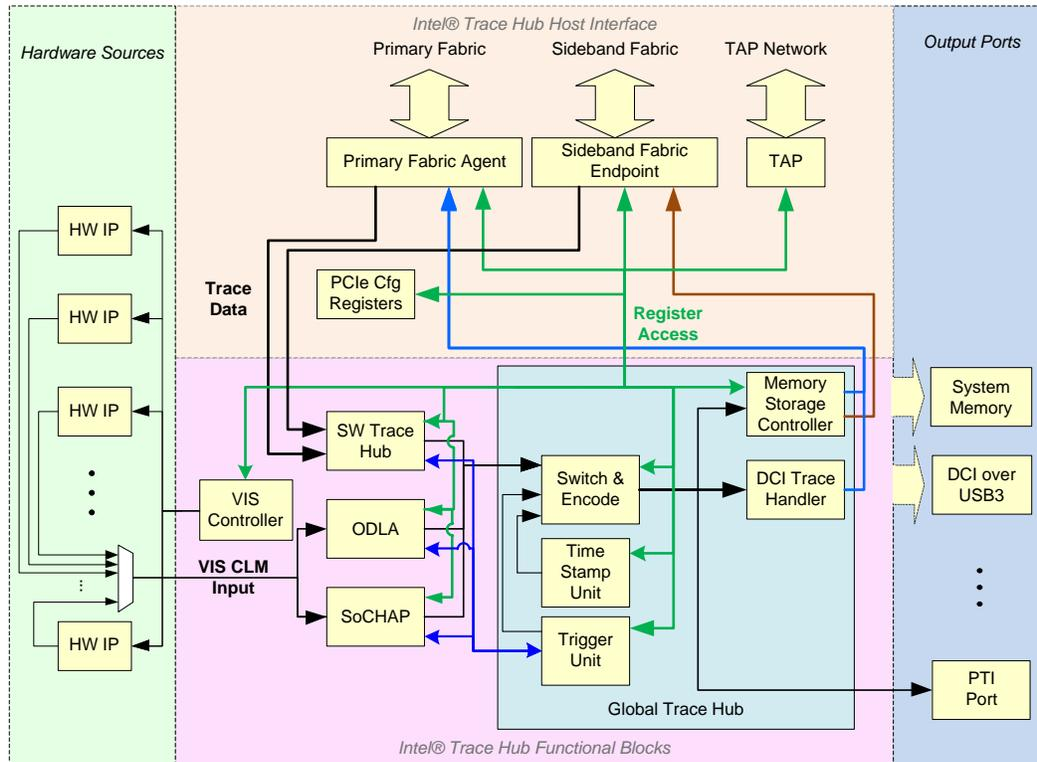 Intel® Trace Hub Host Interface
Hardware Sources
Output Ports
Primary Fabric
Sideband Fabric
TAP Network
Primary Fabric Agent
Sideband Fabric
Endpoint
TAP
HW IP
HW IP
HW IP
HW IP
Trace
Data
PCIe Cfg
Registers
Register
Access
SW Trace
Hub
VIS
Controller
ODLA
VIS CLM
Input
SoCHAP
Memory
Storage
Controller
Switch &
Encode
DCI Trace
Handler
Time
Stamp
Unit
Trigger
Unit
Global Trace Hub
System
Memory
DCI over
USB3
PTI
Port
Intel® Trace Hub Functional Blocks